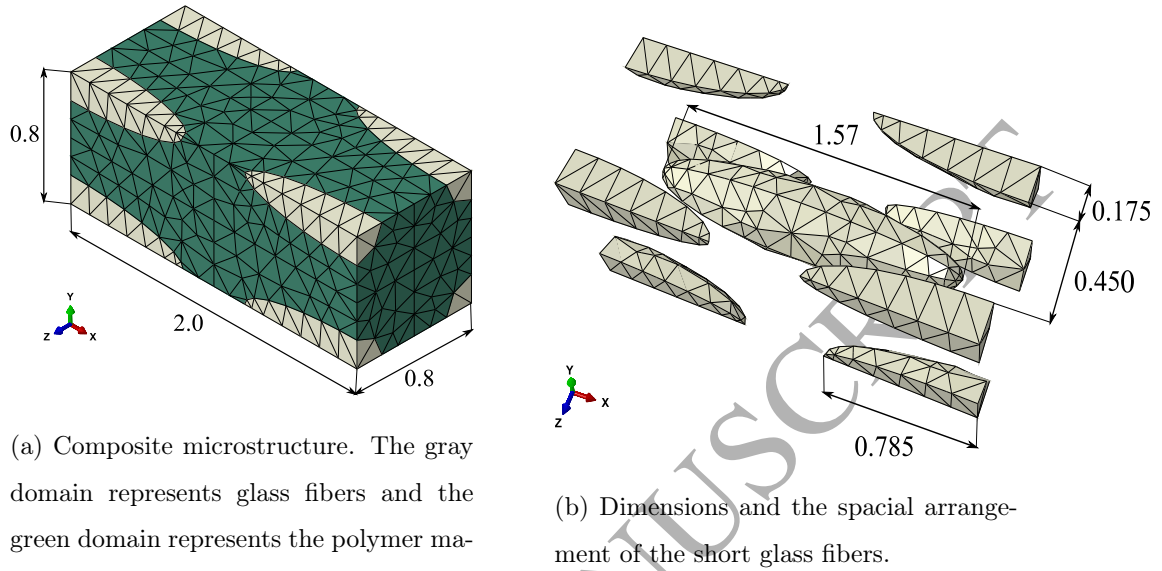 0.8
2.0
0.8
Y
Z
X
(a) Composite microstructure. The gray
domain represents glass fibers and the
green domain represents the polymer ma-
1.57
0.175
0.450
0.785
Y
X
Z
(b) Dimensions and the spacial arrange-
ment of the short glass fibers.
USCRIPT